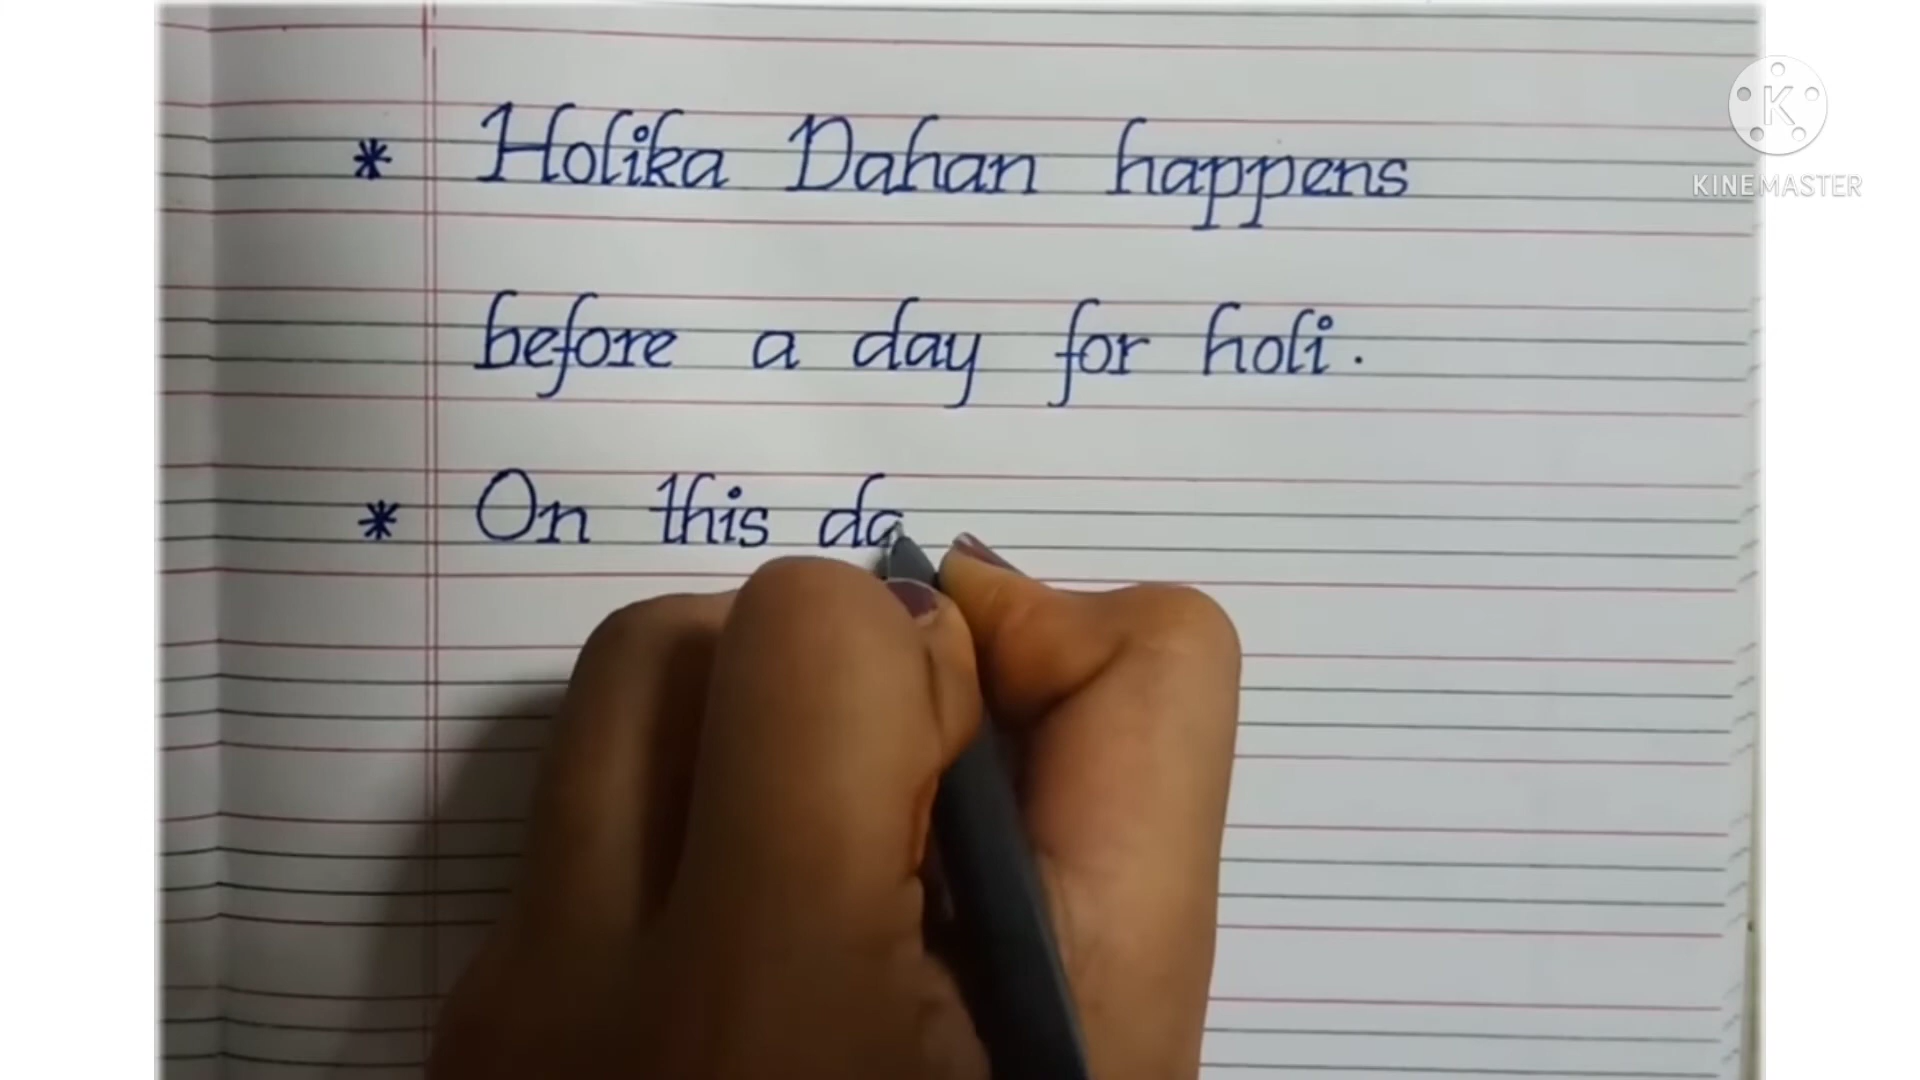 * Holika Dahan happens
KINEMASTER
before a day for holi.
* On this da